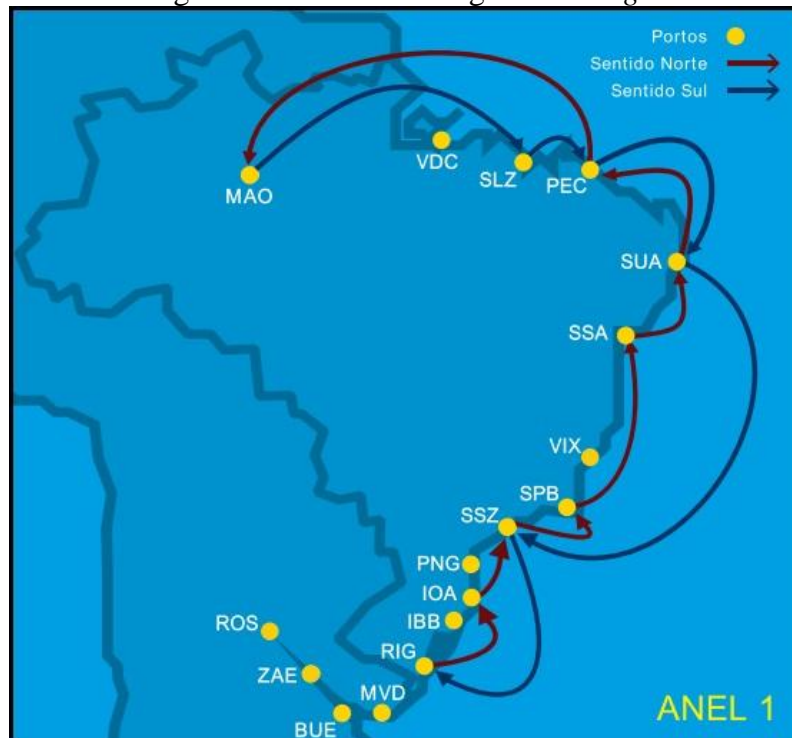 Portos
Sentido Norte
Sentido Sul
VDC
SLZ
PEC
MAO
SUA
SSA
VIX
SPB
SSZ
PNG
IOA
IBB
ROS
RIG
ZAE
MVD
BUE
ANEL 1